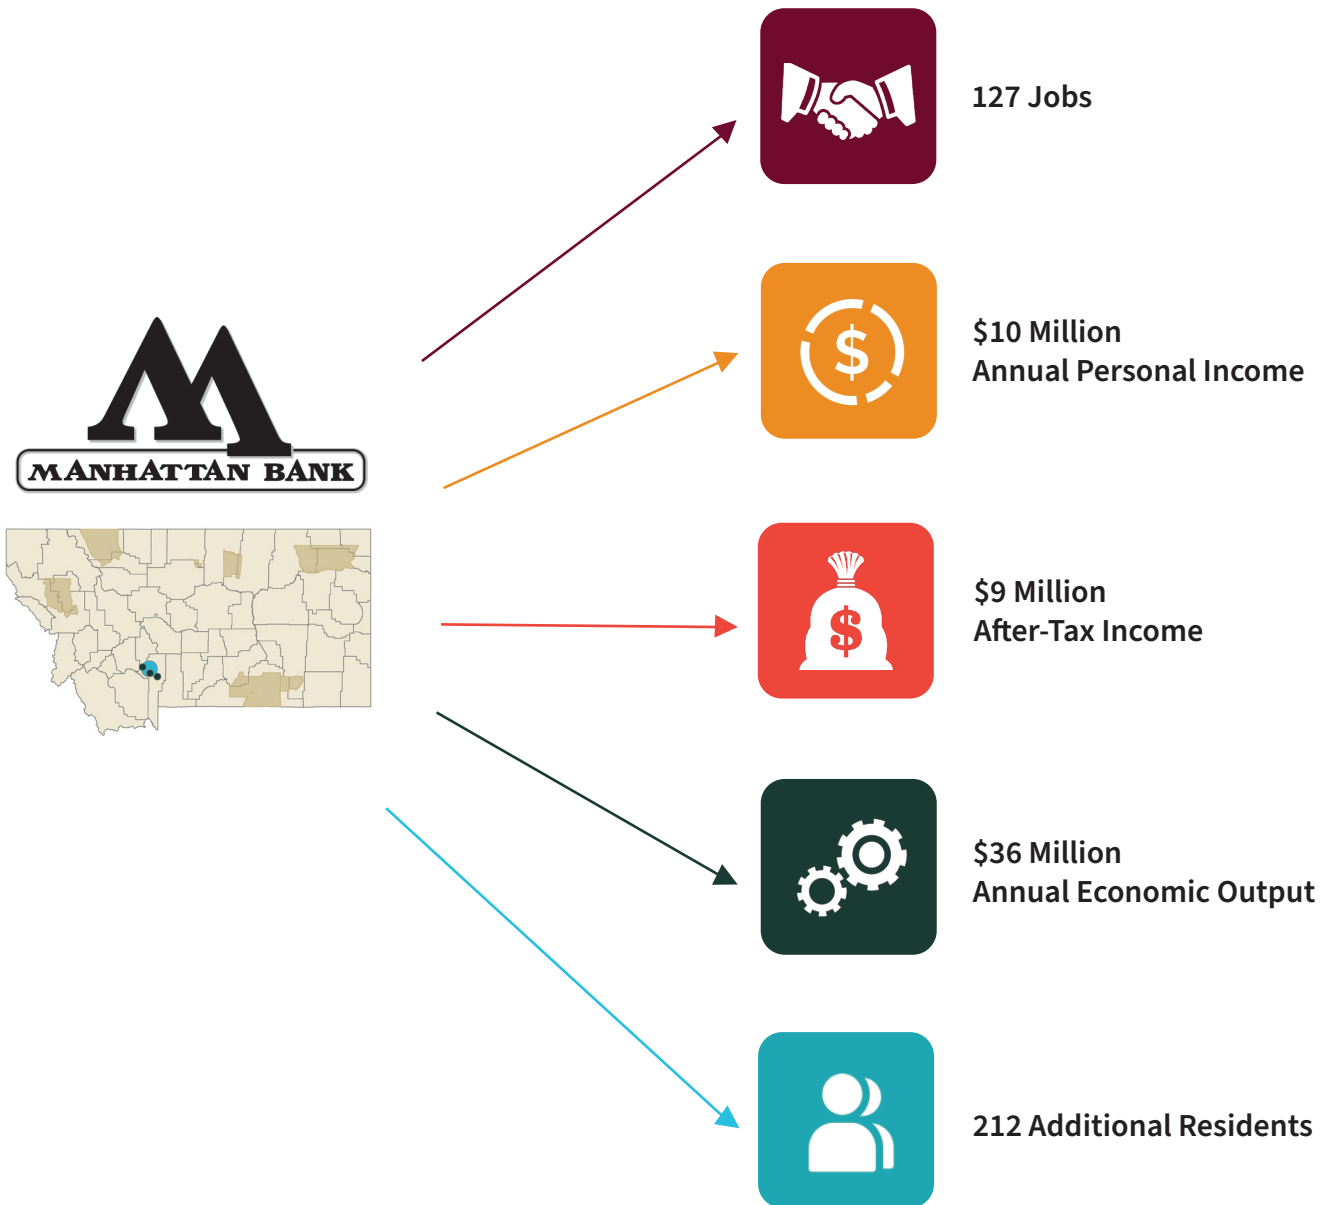 127 Jobs
$10 Million
Annual Personal Income
MANHATTAN BANK
$9 Million
After-Tax Income
$36 Million
Annual Economic Output
212 Additional Residents